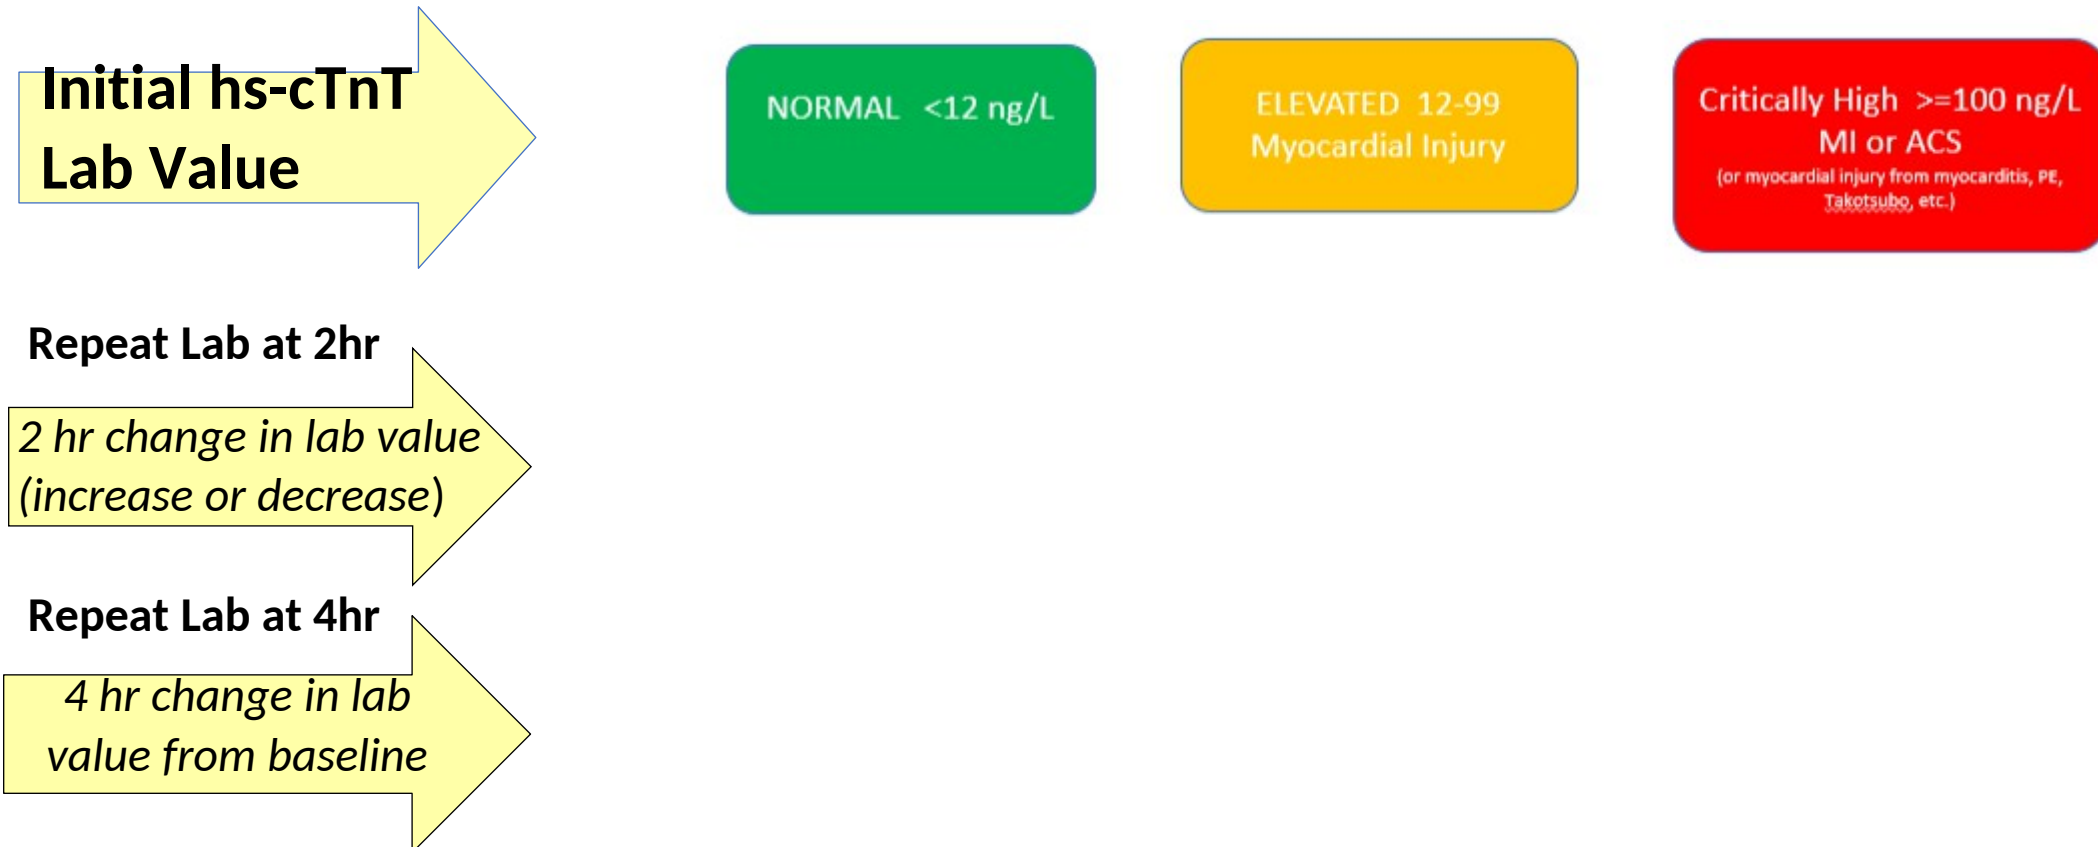 Initial hs-cTnT
Lab Value
NORMAL <12 ng/L
ELEVATED 12-99
Myocardial Injury
Critically High >=100 ng/L
MI or ACS
(or myocardial injury from myocarditis, PE,
Takotsubo, etc.)
Repeat Lab at 2hr
2 hr change in lab value
(increase or decrease)
Repeat Lab at 4hr
4 hr change in lab
value from baseline